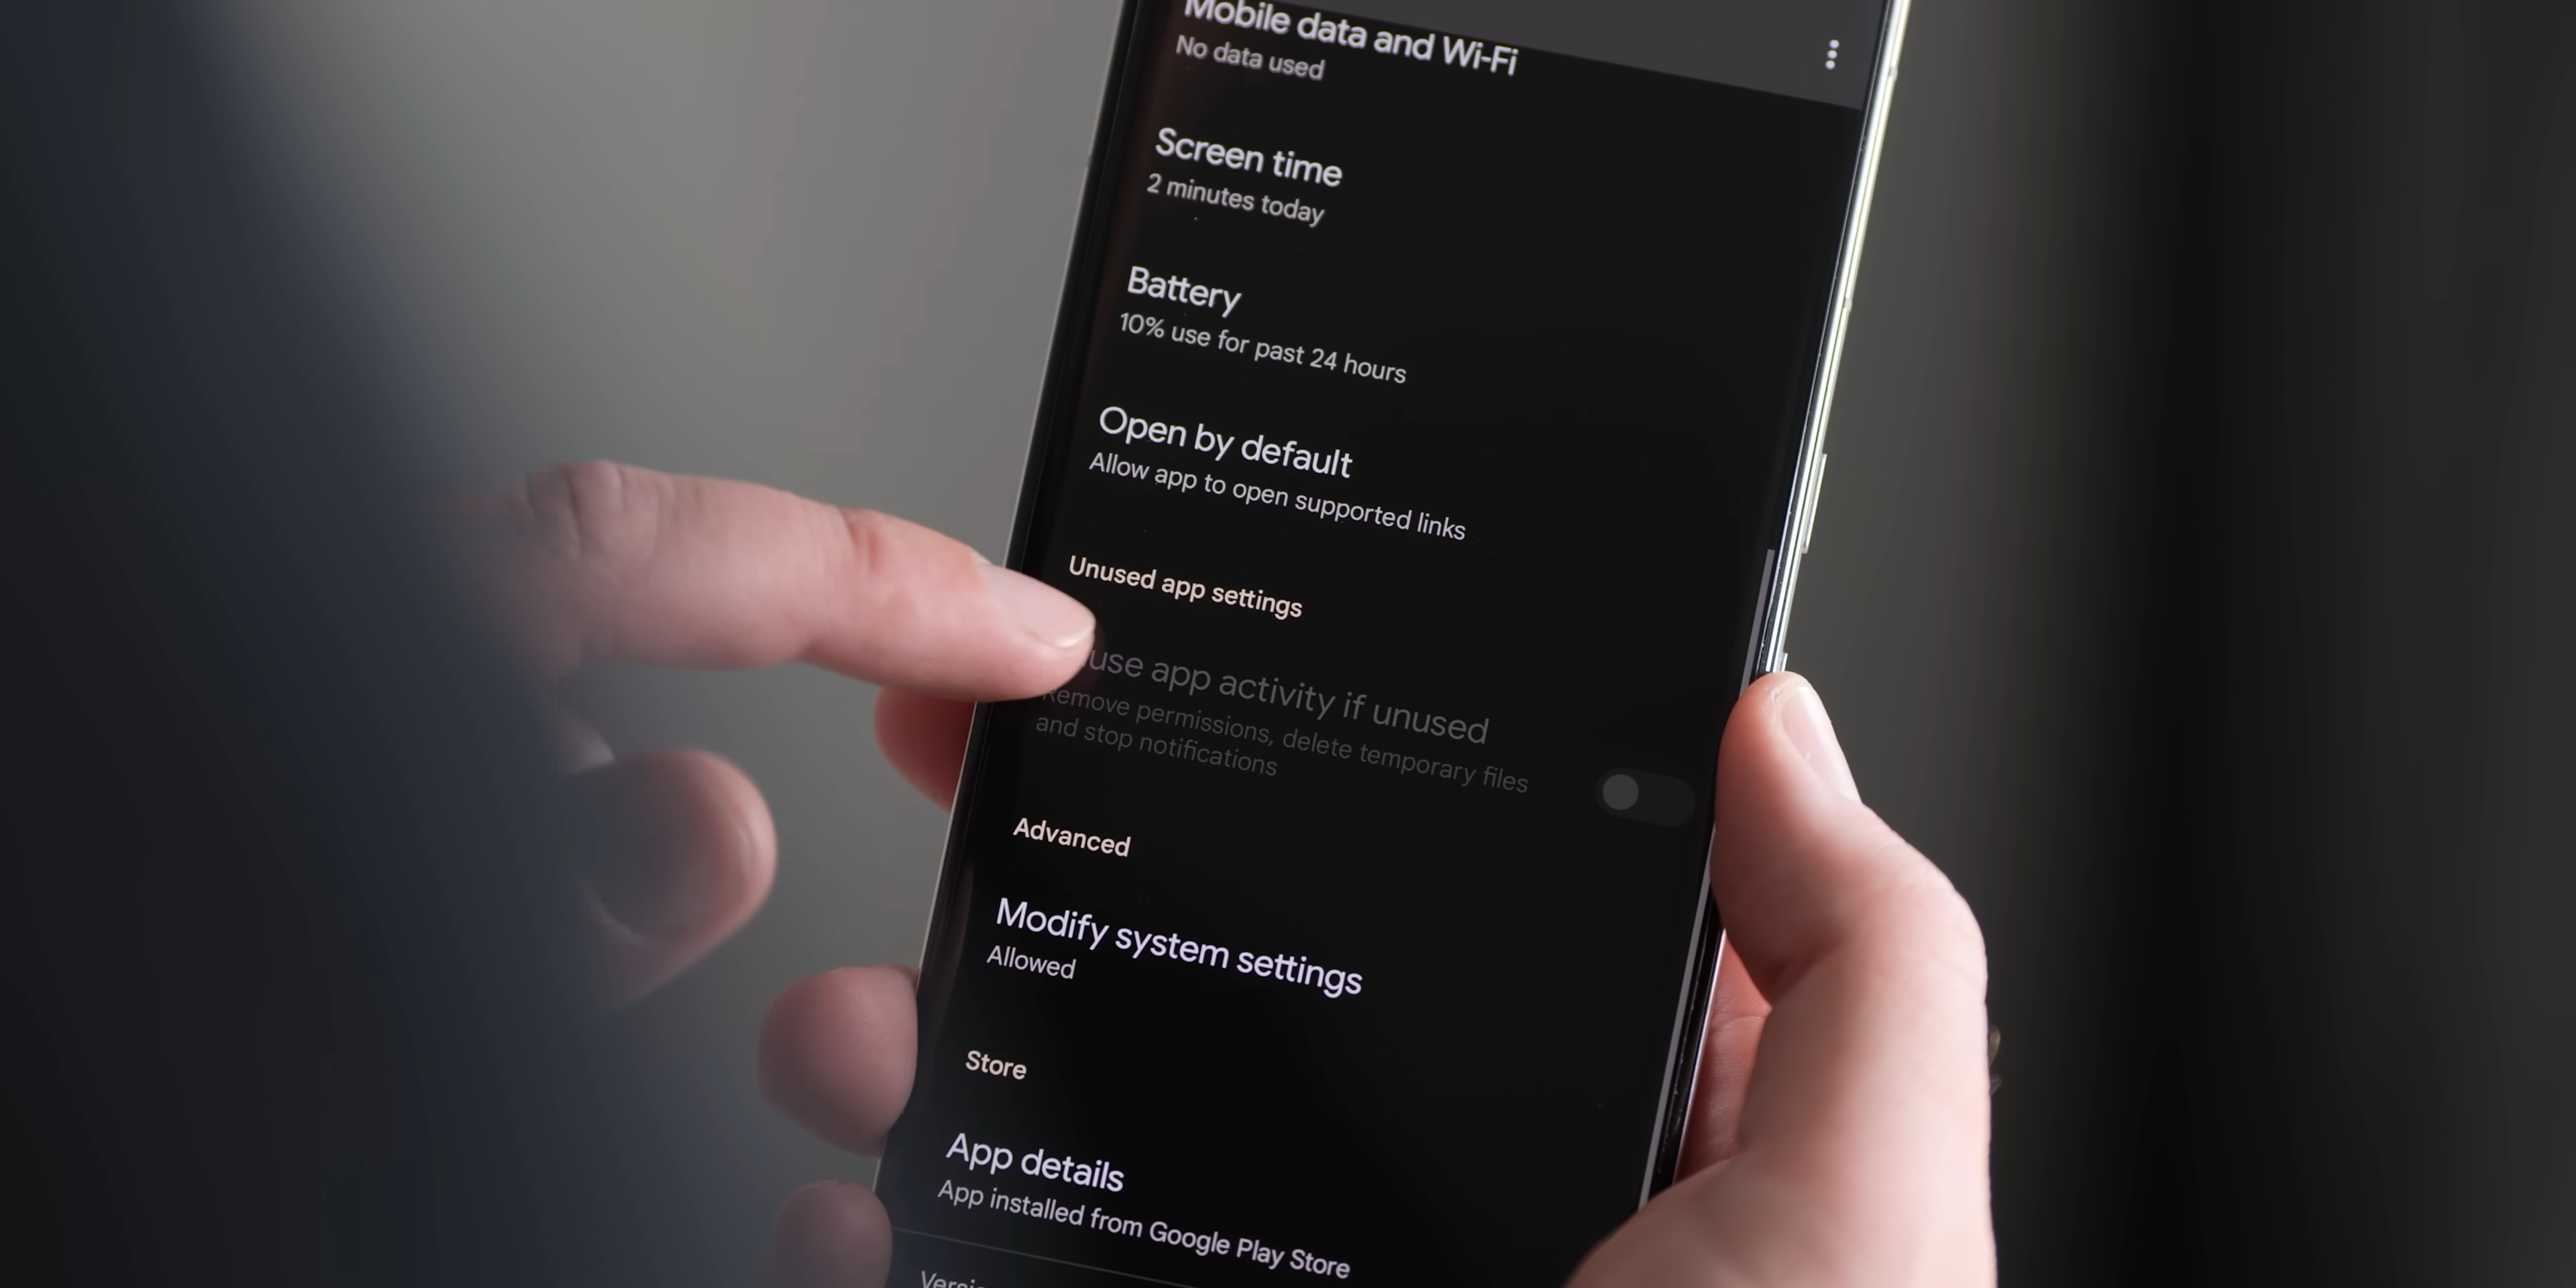 Mobile data and Wi-Fi
No data used
Screen time
2 minutes today
Battery
10% use for past 24 hours
Open by default
Allow app to open supported links
Unused app settings
app activity if unused
Remove permissions, delete temporary files
and stop notifications
Advanced
Modify system settings
Allowed
Store
App details
App installed from Google Play Store